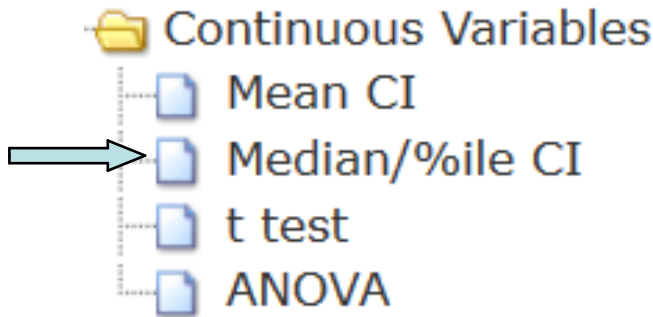 Continuous Variables
Mean CI
Median/%ile CI
t test
ANOVA